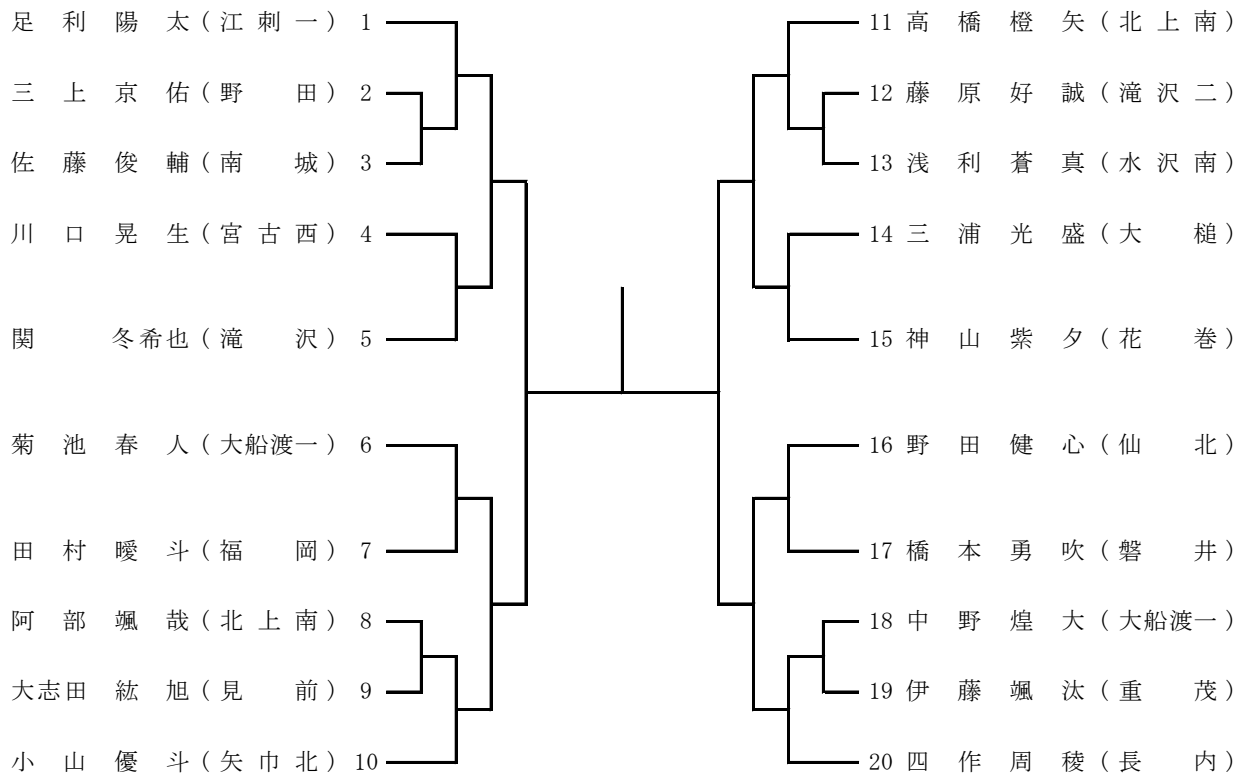 足利陽太(江刺一) 1
三上京佑(野田) 2
佐藤俊輔(南城) 3
川口晃生(宮古西) 4
関冬希也(滝沢) 5
菊池春人(大船渡一) 6
田村曖斗(福岡) 7
阿部颯哉(北上南) 8
大志田紘旭(見前) 9
小山優斗(矢巾北) 10
11 高橋橙矢(北上南)
12 藤原好誠(滝沢二)
13 浅利蒼真(水沢南)
14 三浦光盛(大槌)
15 神山紫夕(花巻)
16 野田健心(仙北)
17 橋本勇吹(磐井)
18 中野煌大(大船渡一)
19 伊藤颯汰(重茂)
20 四作周稜(長内)